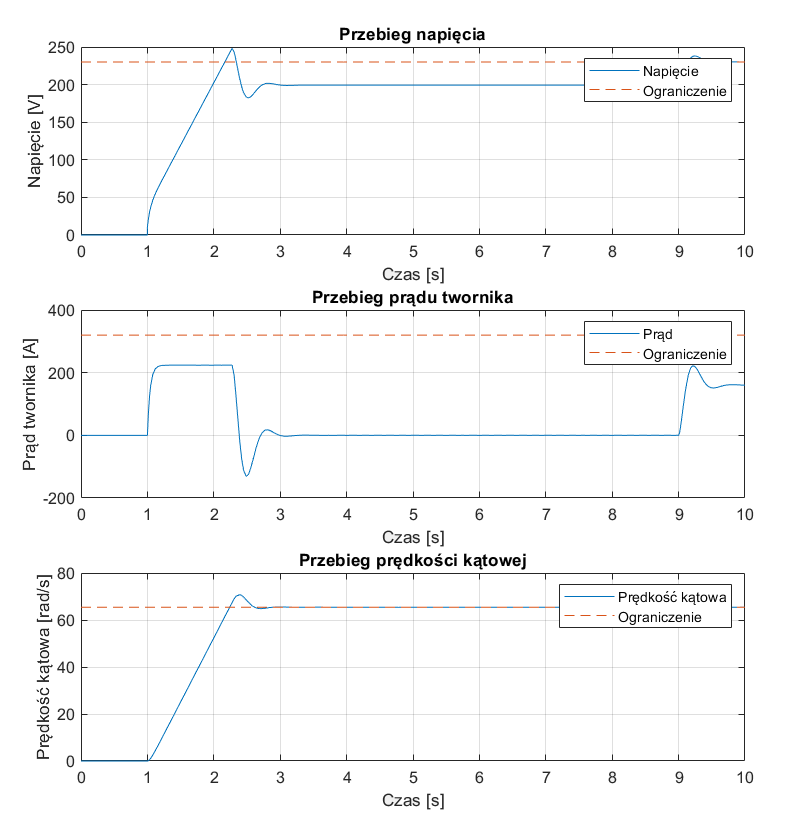 Przebieg napięcia
Napięcie [V]
250
200
150
100
50
0
Napięcie
Ograniczenie
0 1 2 3 4 5 6 7 8 9 10
Czas [s]
Przebieg prądu twornika
Prąd twornika [A]
400
200
0
-200
Prąd
Ograniczenie
0 1 2 3 4 5 6 7 8 9 10
Czas [s]
Przebieg prędkości kątowej
Prędkość kątowa [rad/s]
80
60
40
20
0
Prędkość kątowa
Ograniczenie
0 1 2 3 4 5 6 7 8 9 10
Czas [s]